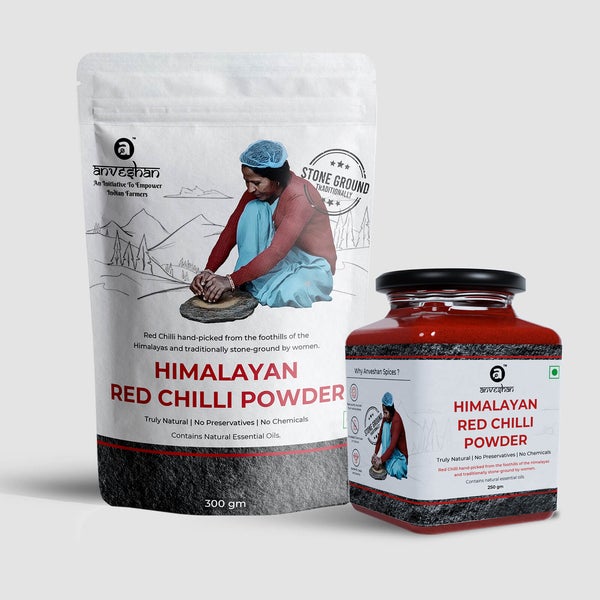 anveshan
TM
An Initiative To Empower
Indian Farmers
STONE GROUND
TRADITIONALLY
Red Chilli hand-picked from the foothills of the
Himalayas and traditionally stone-ground by women.
HIMALAYAN
RED CHILLI POWDER
Truly Natural | No Preservatives | No Chemicals
Contains Natural Essential Oils.
300 gm
Why Anveshan Spices ?
STONE GROUND
anveshan
HIMALAYAN
RED CHILLI
POWDER
Truly Natural | No Preservatives | No Chemicals
Red Chilli hand-picked from the foothills of the Himalayas
and traditionally stone-ground by women.
Contains natural essential oils.
250 gm